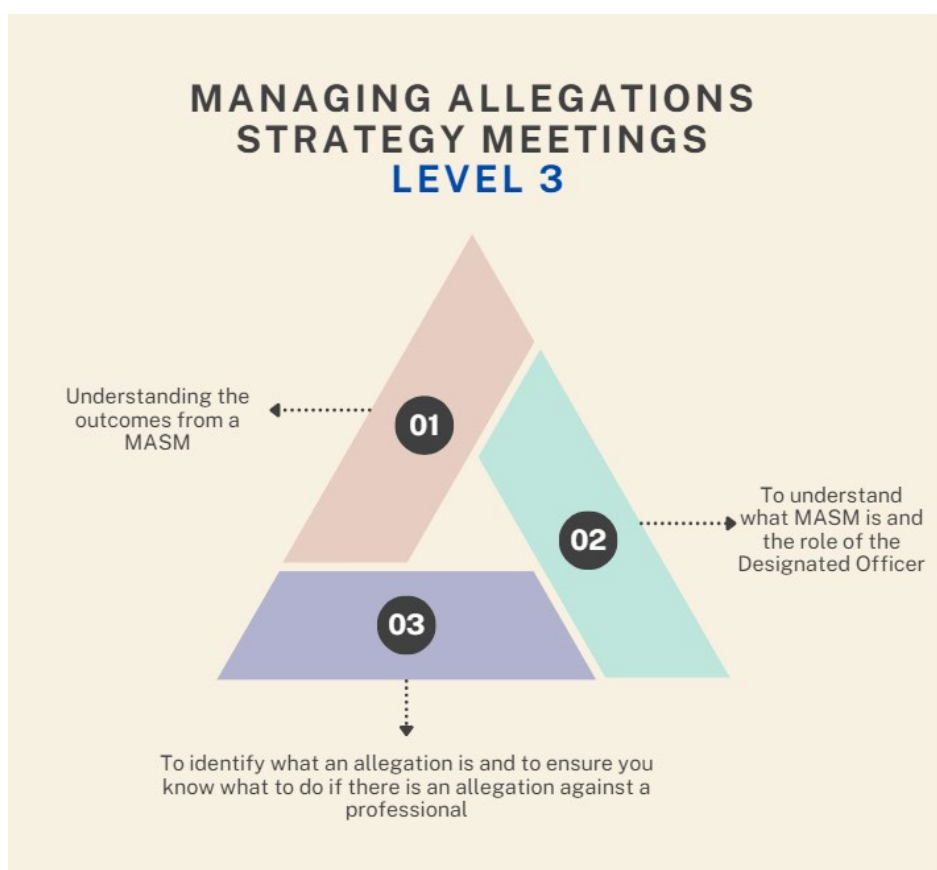 MANAGING ALLEGATIONS
STRATEGY MEETINGS
LEVEL 3
Understanding the
outcomes from a
MASM
01
To understand
what MASM is and
the role of the
Designated Officer
02
03
To identify what an allegation is and to ensure you
know what to do if there is an allegation against a
professional